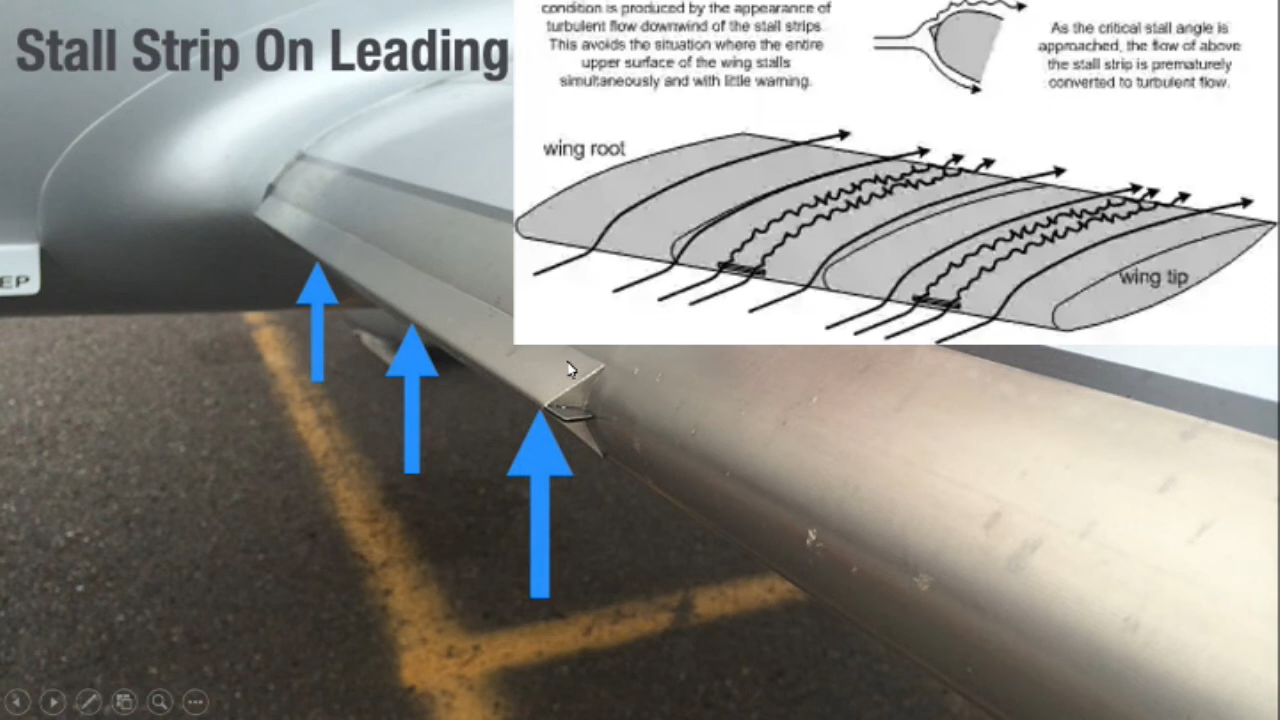 Stall Strip On Leading
condition is produced by the appearance of
turbulent flow downwind of the stall strips.
This avoids the situation where the entire
upper surface of the wing stalls
simultaneously and with little warning.
As the critical stall angle is
approached, the flow of above
the stall strip is prematurely
converted to turbulent flow.
wing root
wing tip
EP